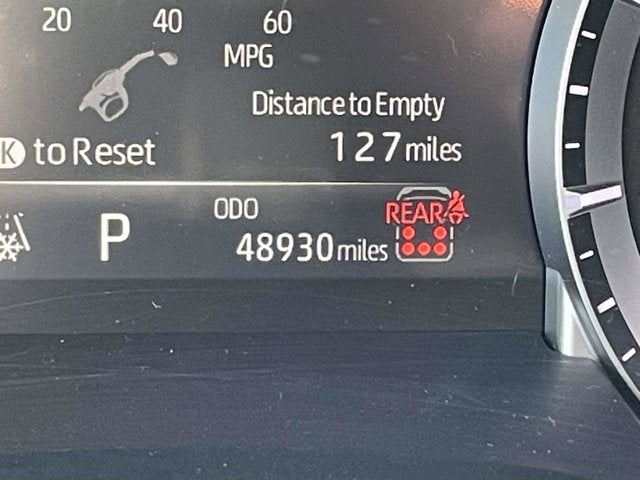 20 40 60
MPG
Distance to Empty
127 miles
K to Reset
P
ODO
48930 miles
REAR